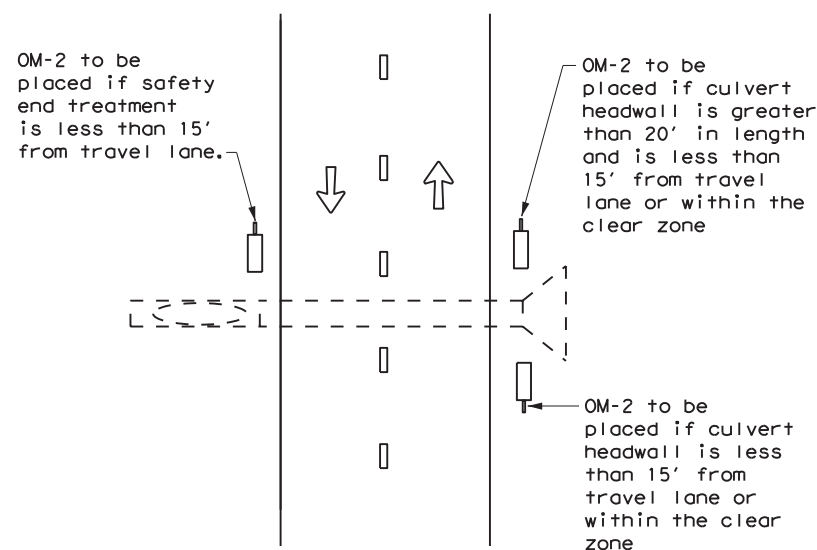 OM-2 to be
placed if safety
end treatment
is less than 15'
from travel lane.
OM-2 to be
placed if culvert
headwall is greater
than 20' in length
and is less than
15' from travel
lane or within the
clear zone
OM-2 to be
placed if culvert
headwall is less
than 15' from
travel lane or
within the clear
zone